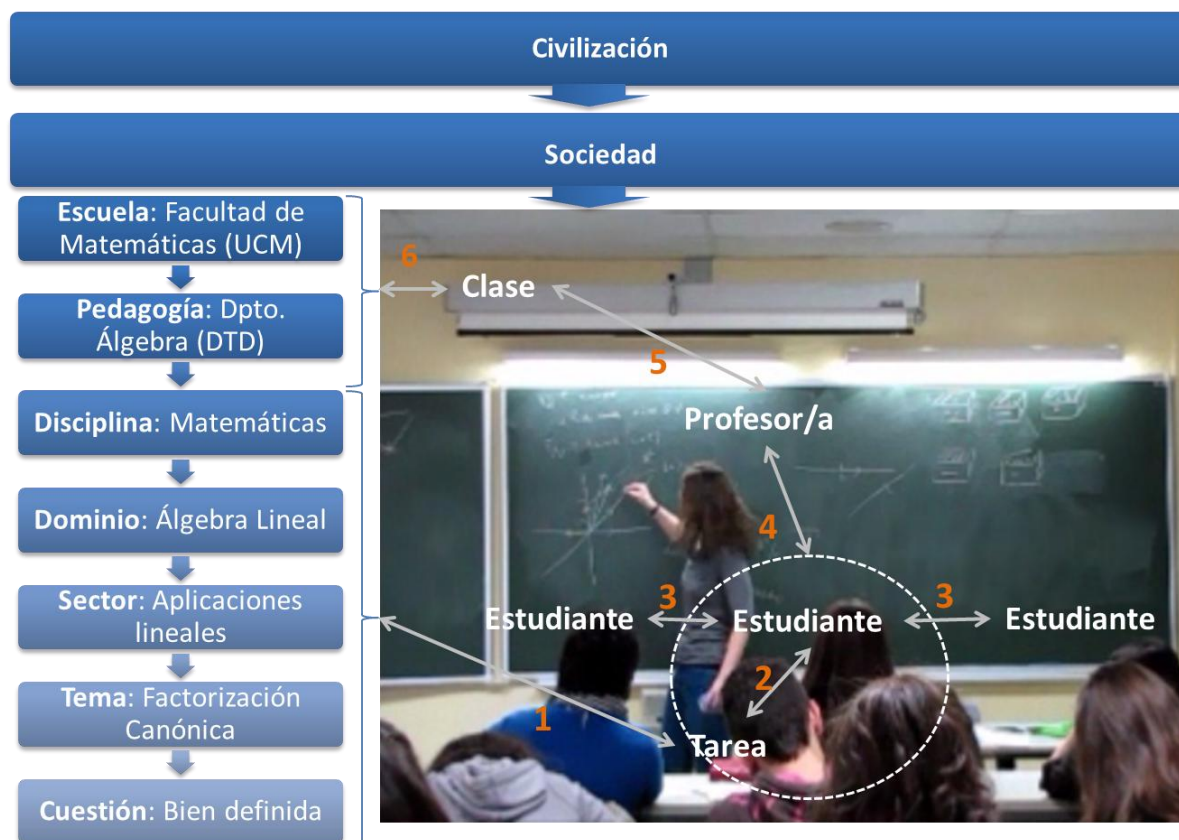 Civilización
Sociedad
Escuela: Facultad de
Matemáticas (UCM)
Pedagogía: Dpto.
Álgebra (DTD)
Disciplina: Matemáticas
Dominio: Álgebra Lineal
Sector: Aplicaciones
lineales
Tema: Factorización
Canónica
Cuestión: Bien definida
6
Clase
5
Profesor/a
4
Estudiante
3
Estudiante
3
Estudiante
2
1
Tarea